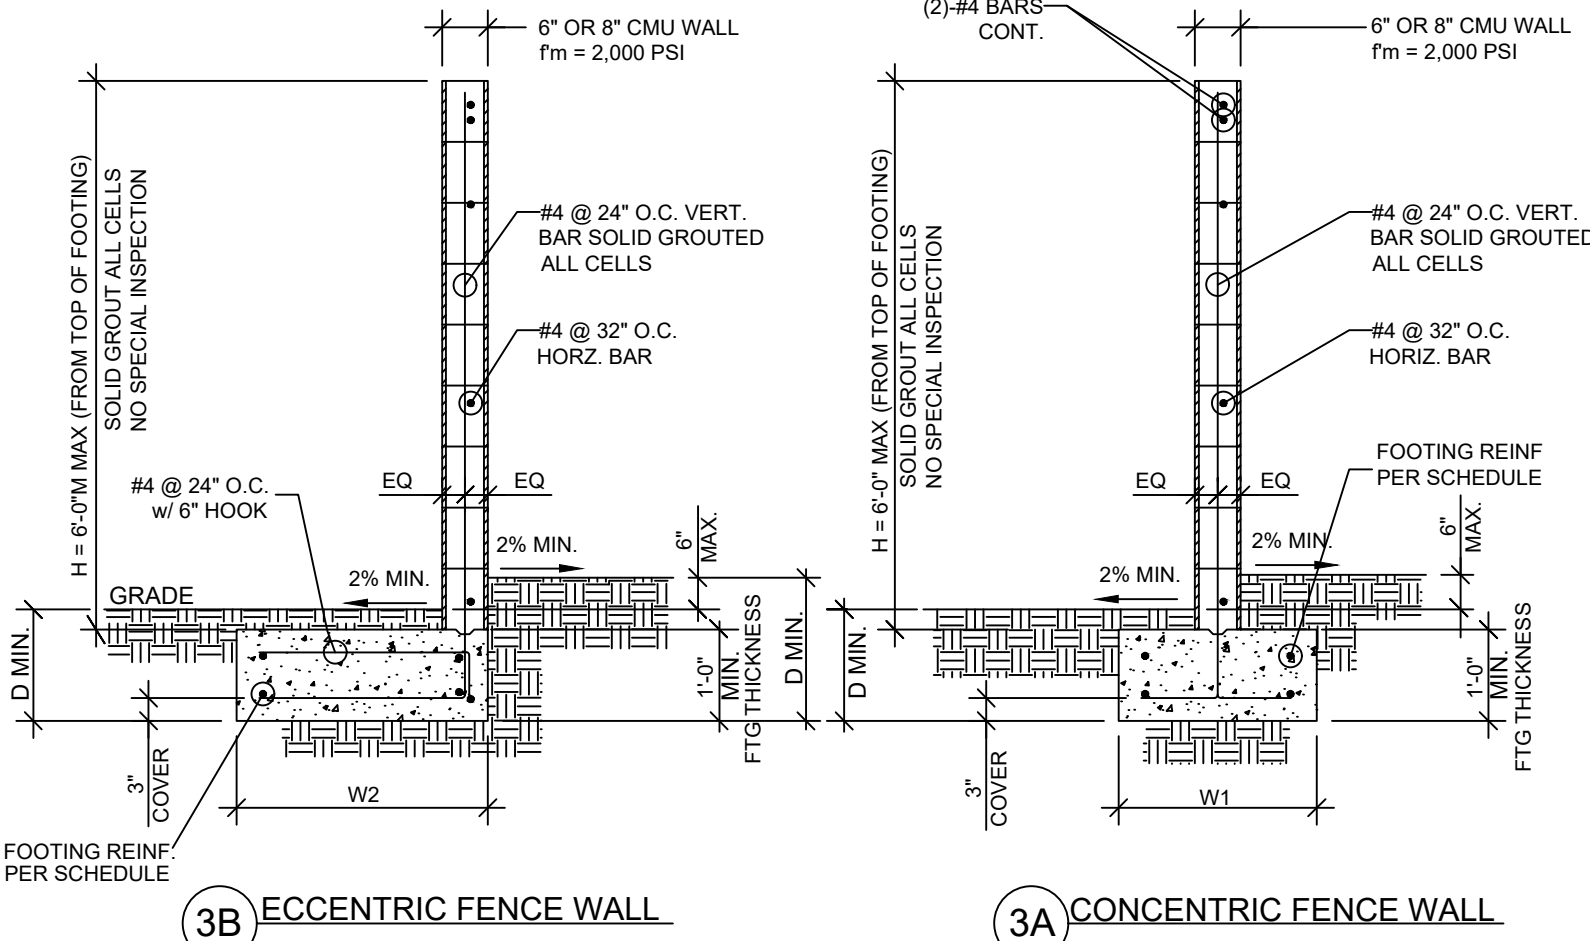 6" OR 8" CMU WALL
f'm = 2,000 PSI
H = 6'-0"M MAX (FROM TOP OF FOOTING)
SOLID GROUT ALL CELLS
NO SPECIAL INSPECTION
#4 @ 24" O.C. VERT.
BAR SOLID GROUTED
ALL CELLS
#4 @ 32" O.C.
HORZ. BAR
EQ
EQ
#4 @ 24" O.C.
w/ 6" HOOK
2% MIN.
6"
MAX.
2% MIN.
GRADE
D MIN.
1'-0"
MIN.
FTG THICKNESS
D MIN.
3"
COVER
W2
FOOTING REINF.
PER SCHEDULE
3B
ECCENTRIC FENCE WALL
(2)-#4 BARS
CONT.
6" OR 8" CMU WALL
f'm = 2,000 PSI
H = 6'-0" MAX (FROM TOP OF FOOTING)
SOLID GROUT ALL CELLS
NO SPECIAL INSPECTION
#4 @ 24" O.C. VERT.
BAR SOLID GROUTED
ALL CELLS
#4 @ 32" O.C.
HORIZ. BAR
FOOTING REINF
PER SCHEDULE
EQ
EQ
2% MIN.
6"
MAX.
2% MIN.
D MIN.
1'-0"
MIN.
FTG THICKNESS
3"
COVER
W1
3A
CONCENTRIC FENCE WALL